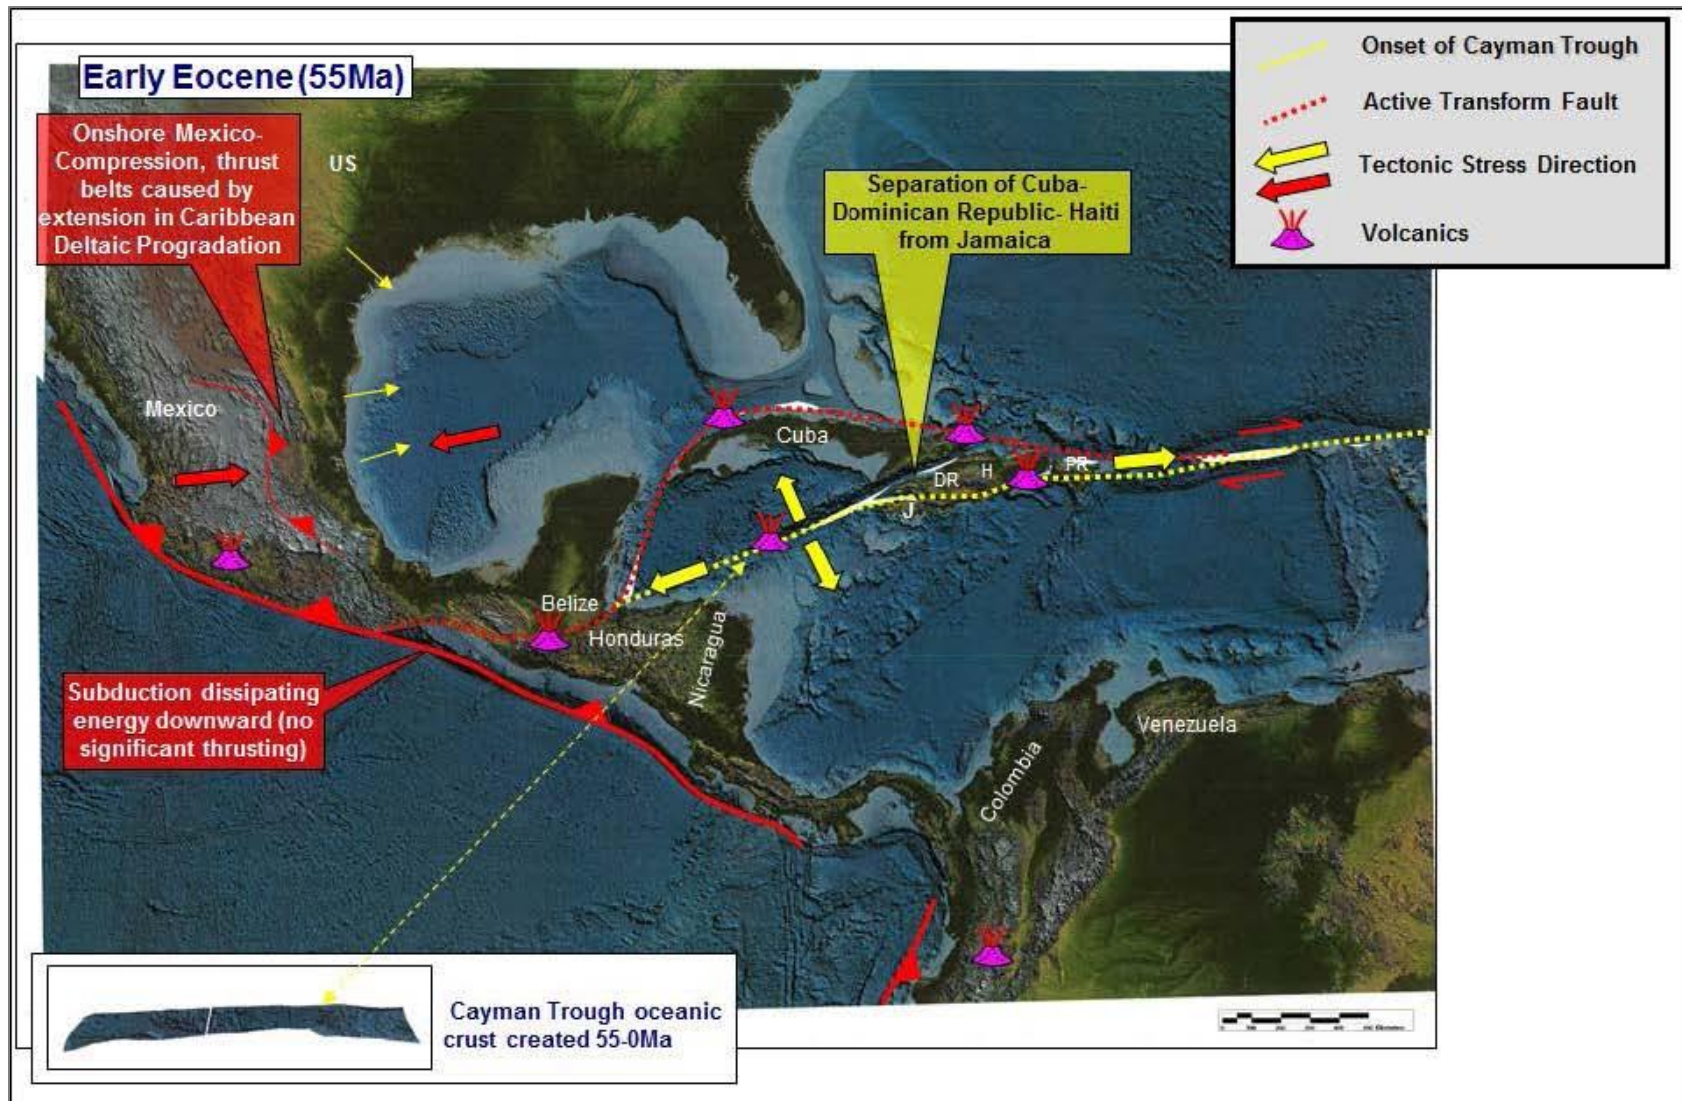 Early Eocene (55Ma)
Onshore Mexico-
Compression, thrust
belts caused by
extension in Caribbean
Deltaic Progradation
US
Separation of Cuba-
Dominican Republic- Haiti
from Jamaica
Onset of Cayman Trough
Active Transform Fault
Tectonic Stress Direction
Volcanics
Mexico
Cuba
DR
H
PR
J
Belize
Honduras
Nicaragua
Subduction dissipating
energy downward (no
significant thrusting)
Colombia
Venezuela
Cayman Trough oceanic
crust created 55-0Ma